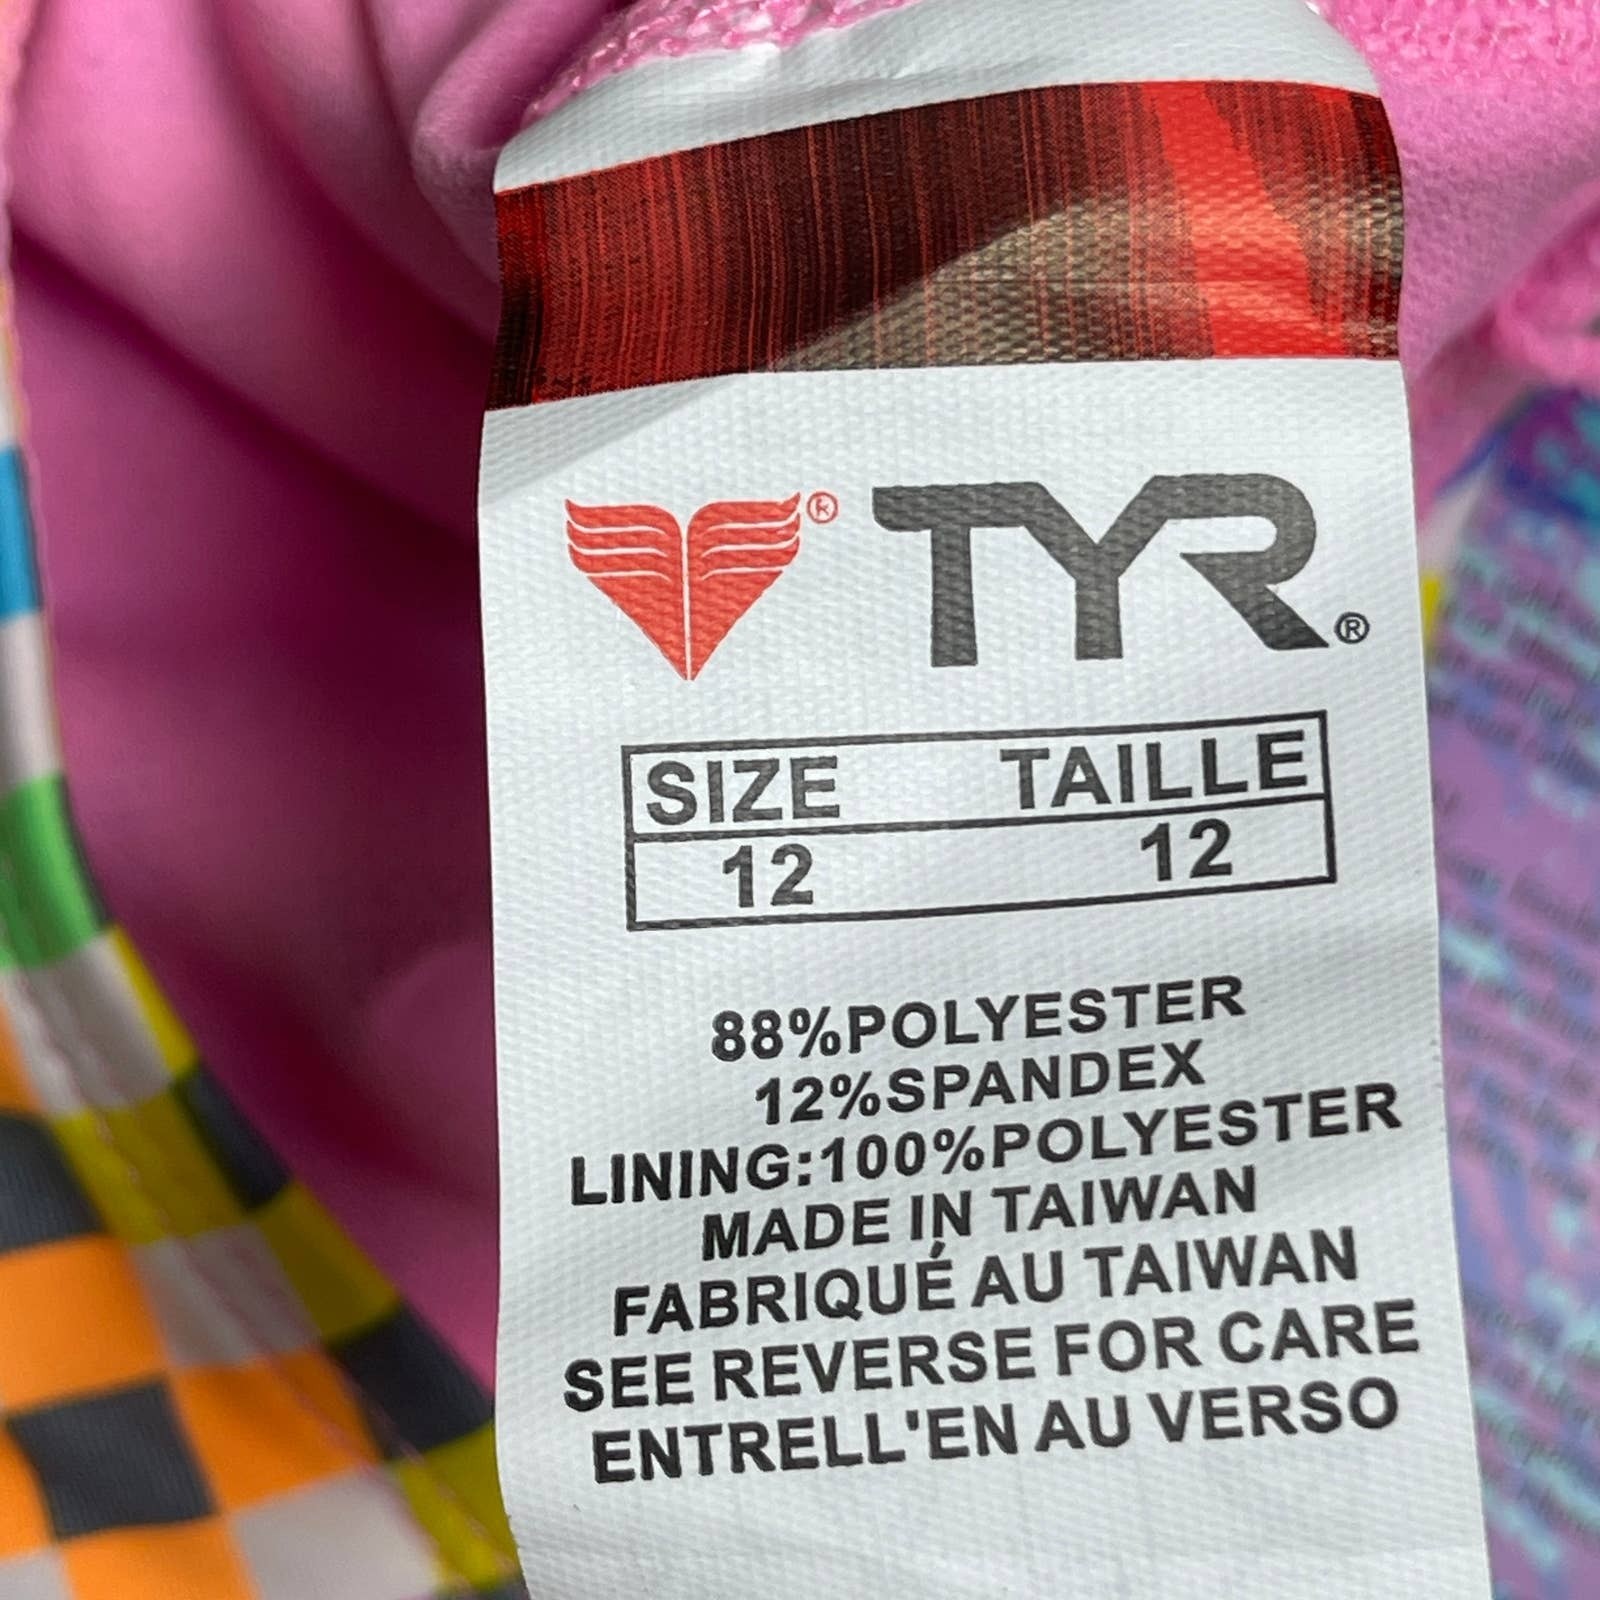 ® TYR®
SIZE TAILLE
12 12
88%POLYESTER
12%SPANDEX
LINING:100%POLYESTER
MADE IN TAIWAN
FABRIQUÉ AU TAIWAN
SEE REVERSE FOR CARE
ENTRELL'EN AU VERSO